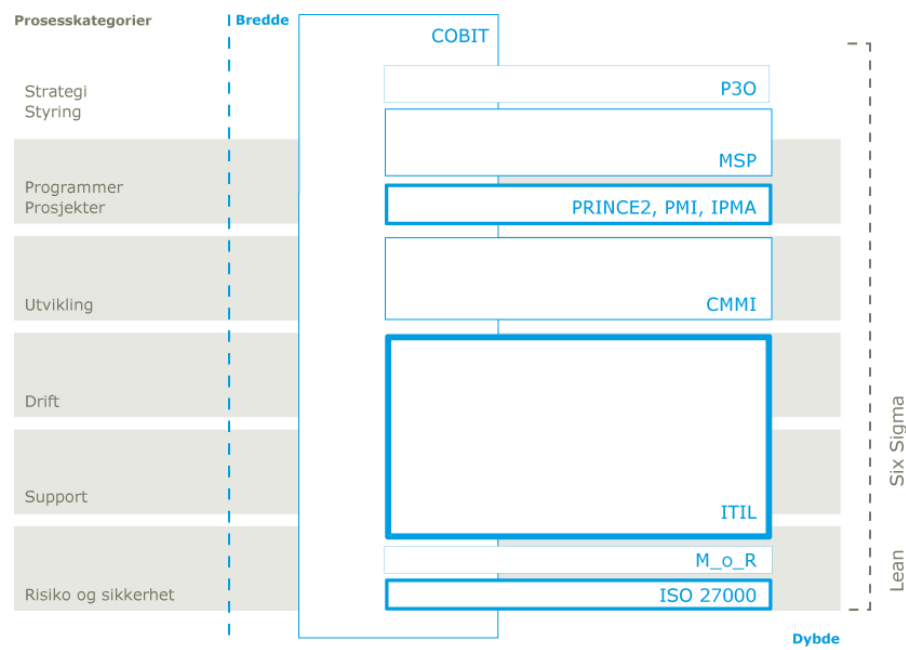 Prosesskategorier
Bredde
COBIT
Strategi
Styring
P3O
MSP
Programmer
Prosjekter
PRINCE2, PMI, IPMA
Utvikling
CMMI
Drift
Support
ITIL
M_o_R
Risiko og sikkerhet
ISO 27000
Six Sigma
Lean
Dybde